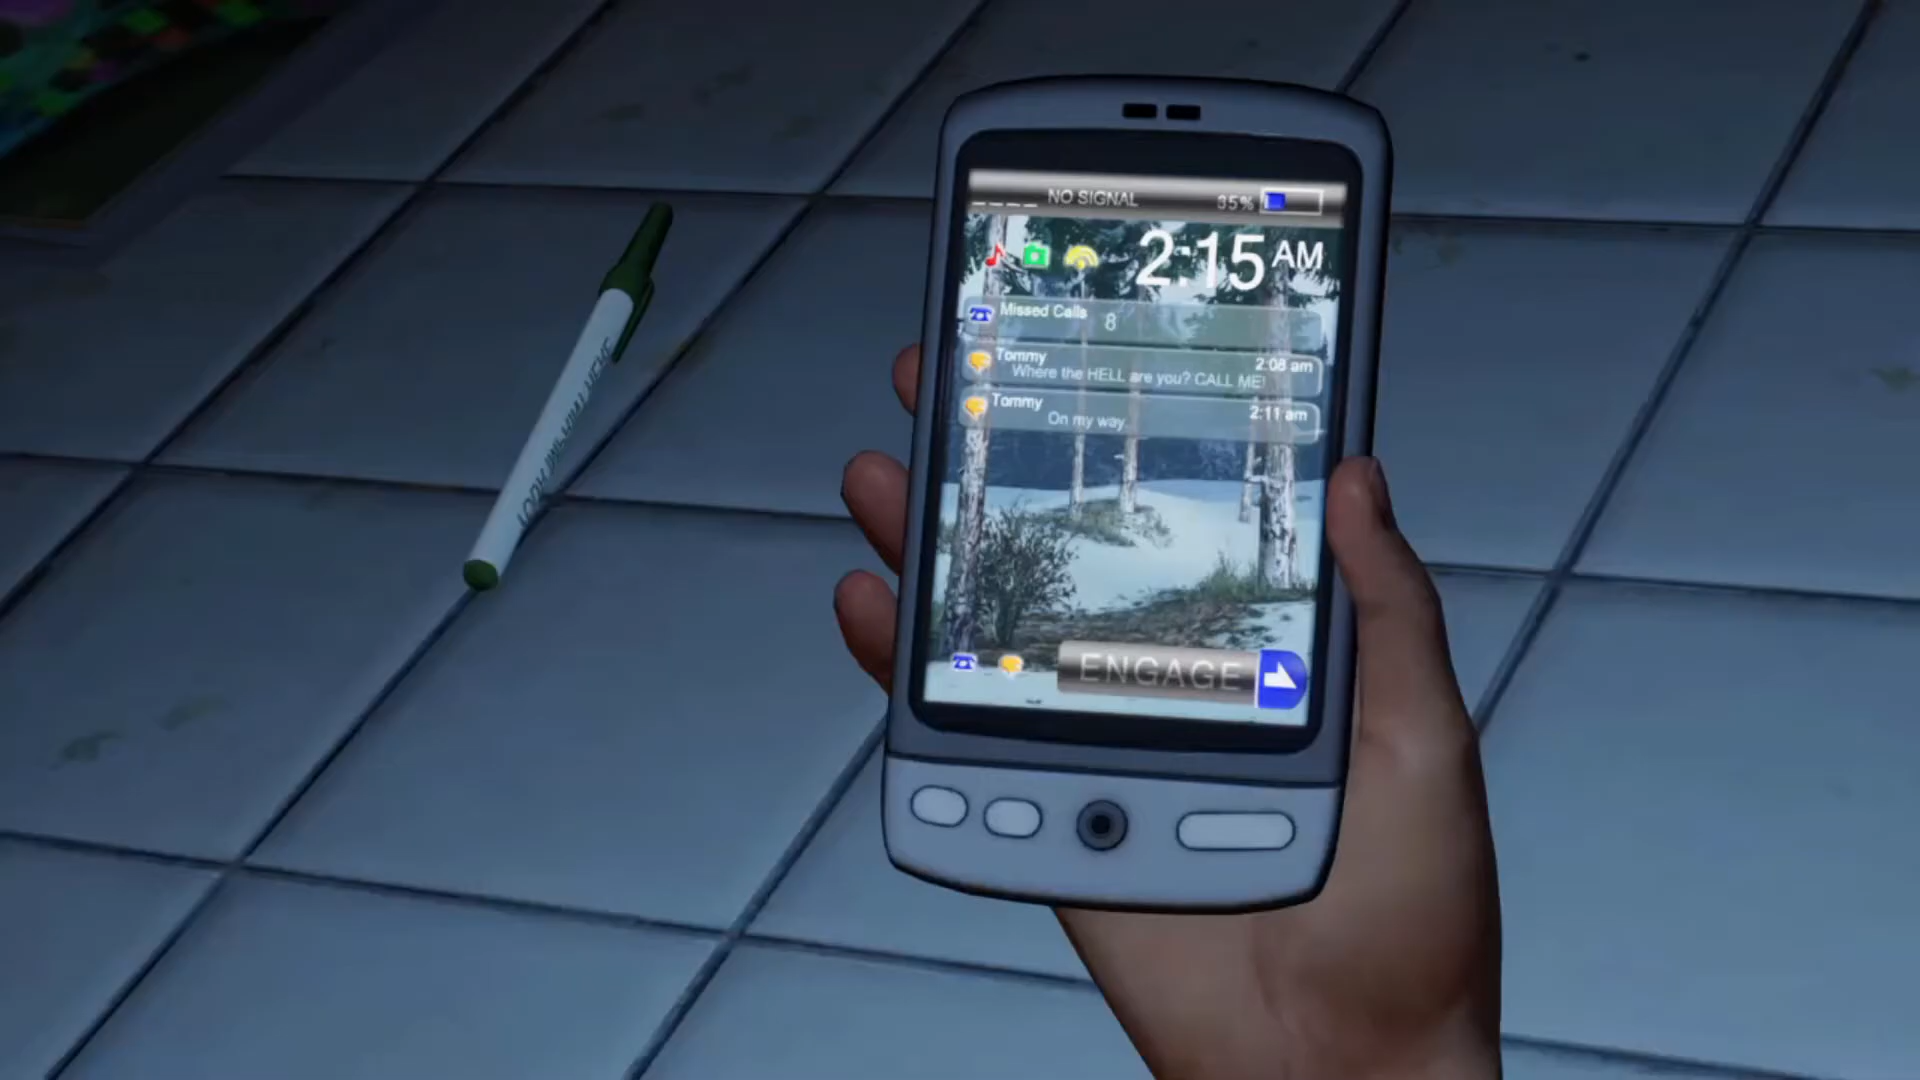 NO SIGNAL 35%
2:15 AM
Missed Calls
8
Tommy 2:08 am
Where the HELL are you? CALL ME!
Tommy 2:11 am
On my way
ENGAGE